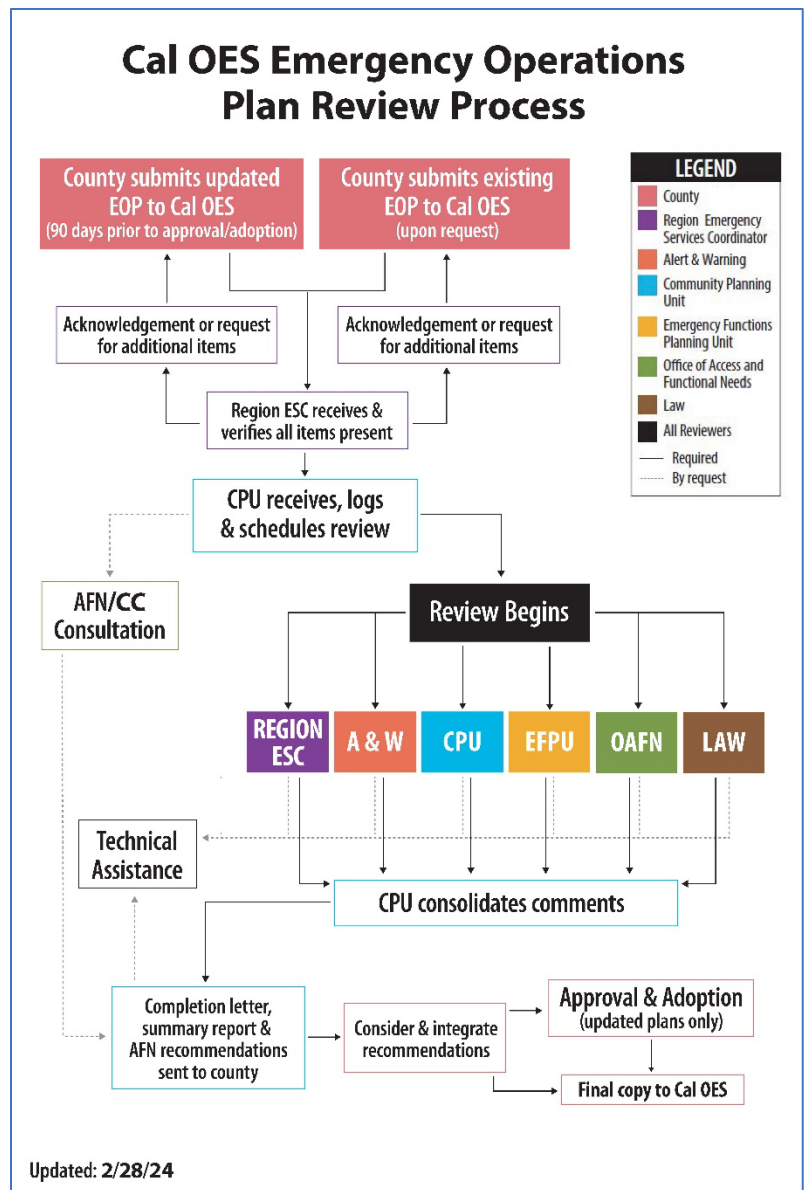 Cal OES Emergency Operations
Plan Review Process
County submits updated
EOP to Cal OES
(90 days prior to approval/adoption)
County submits existing
EOP to Cal OES
(upon request)
LEGEND
County
Region Emergency
Services Coordinator
Alert & Warning
Community Planning
Unit
Emergency Functions
Planning Unit
Office of Access and
Functional Needs
Law
All Reviewers
Required
By request
Acknowledgement or request
for additional items
Acknowledgement or request
for additional items
Region ESC receives &
verifies all items present
CPU receives, logs
& schedules review
AFN/CC
Consultation
Review Begins
REGION
ESC
A & W
CPU
EFPU
OAFN
LAW
Technical
Assistance
CPU consolidates comments
Completion letter,
summary report &
AFN recommendations
sent to county
Consider & integrate
recommendations
Approval & Adoption
(updated plans only)
Final copy to Cal OES
Updated: 2/28/24